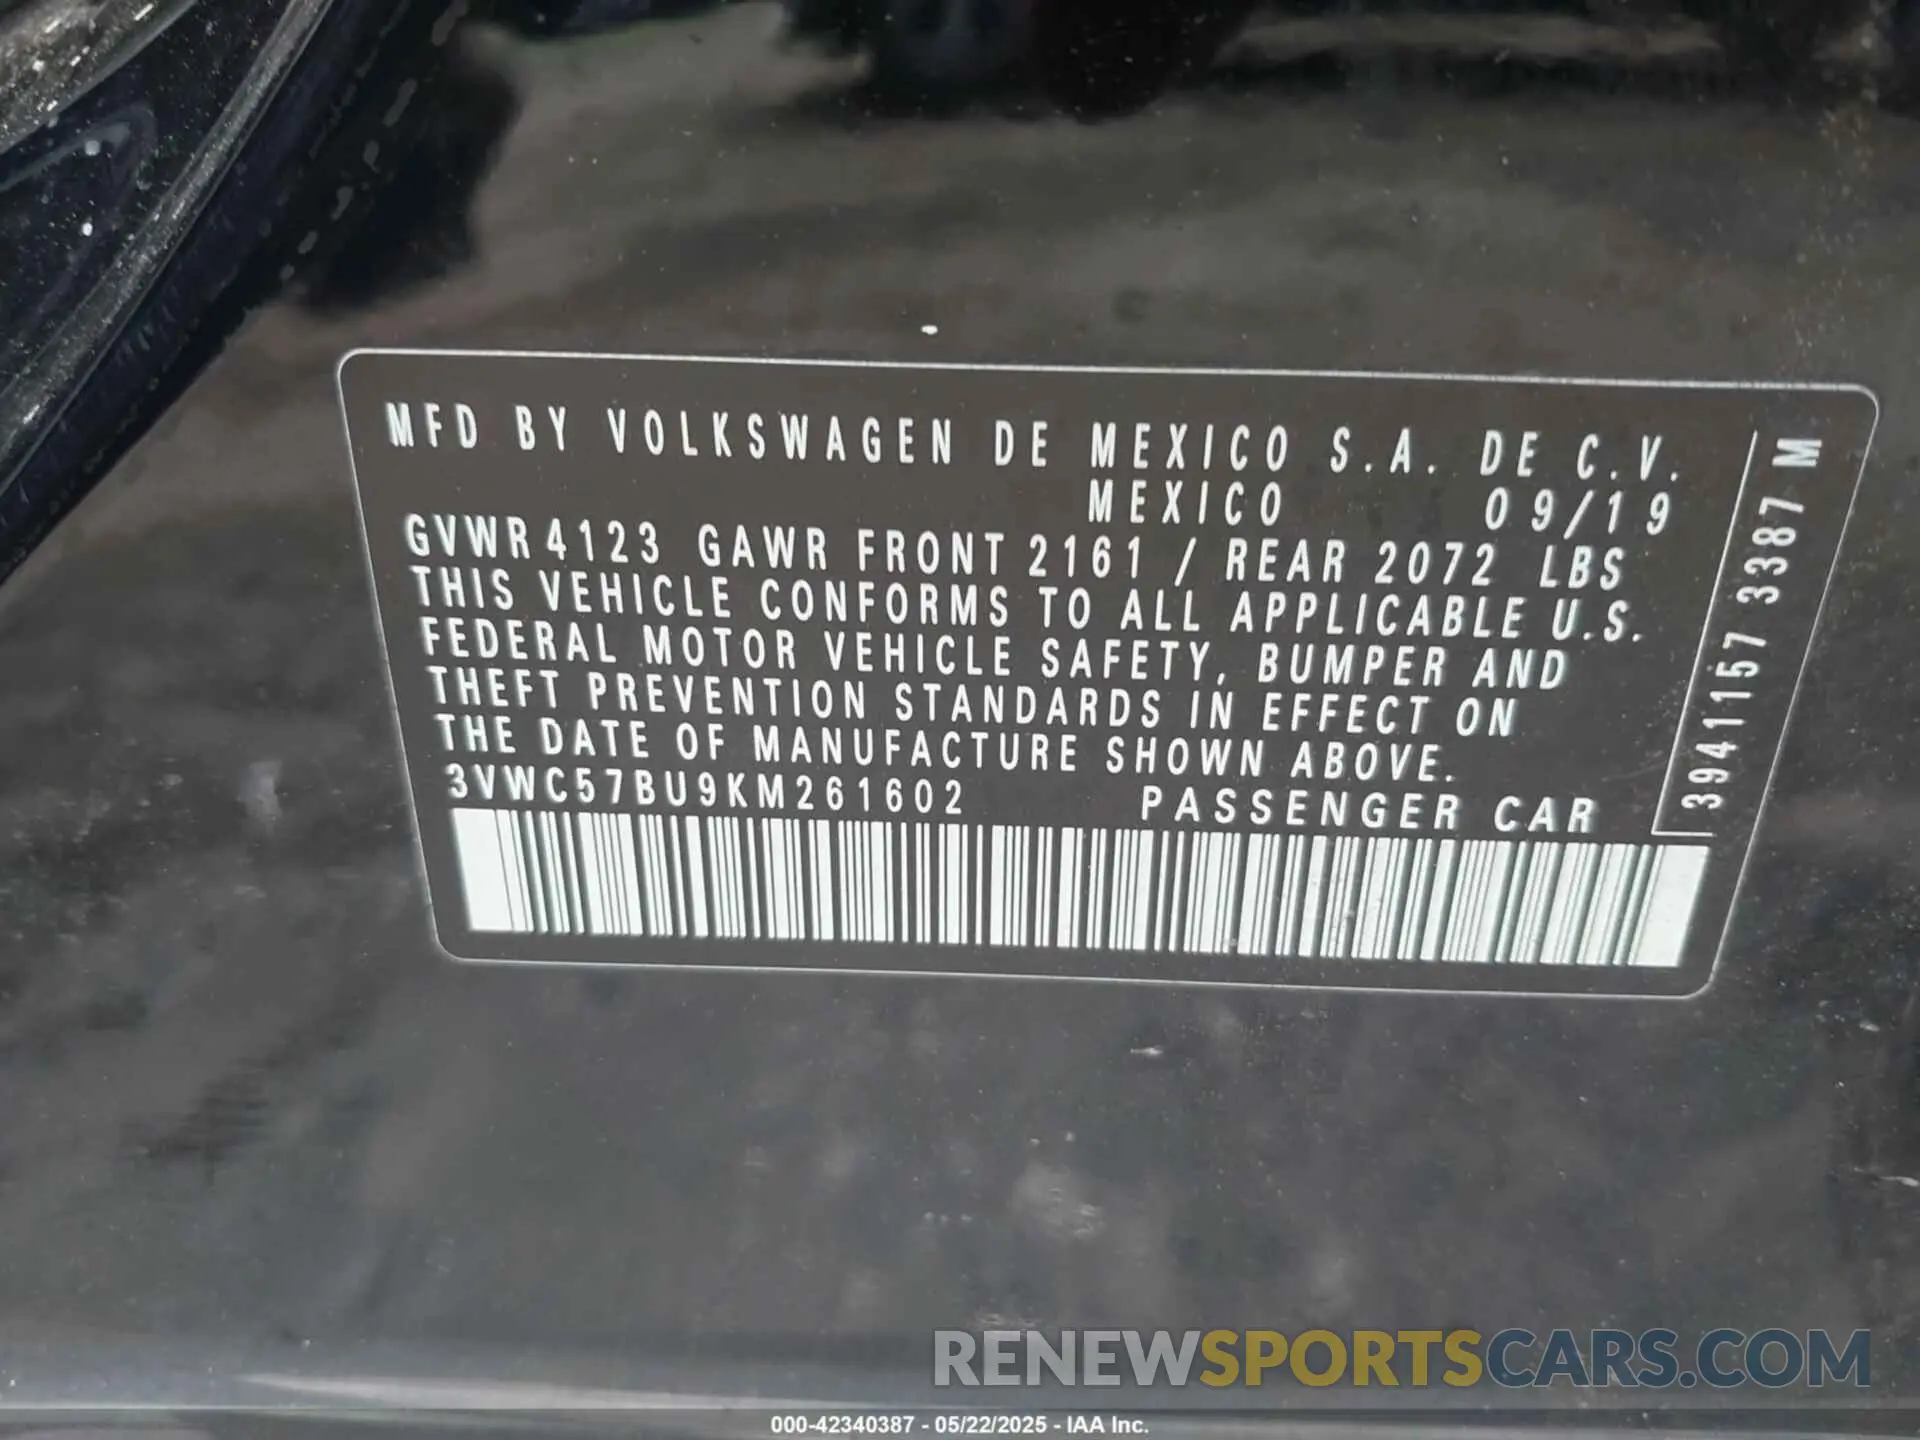 MFD BY VOLKSWAGEN DE MEXICO S.A. DE C.V.
MEXICO 09/19
GVWR 4123 GAWR FRONT 2161 / REAR 2072 LBS
THIS VEHICLE CONFORMS TO ALL APPLICABLE U.S.
FEDERAL MOTOR VEHICLE SAFETY, BUMPER AND
THEFT PREVENTION STANDARDS IN EFFECT ON
THE DATE OF MANUFACTURE SHOWN ABOVE.
3VWC57BU9KM261602 PASSENGER CAR
3941157 3387 M
RENEWSPORTSCARS.COM
000-42340387 - 05/22/2025 - IAA Inc.